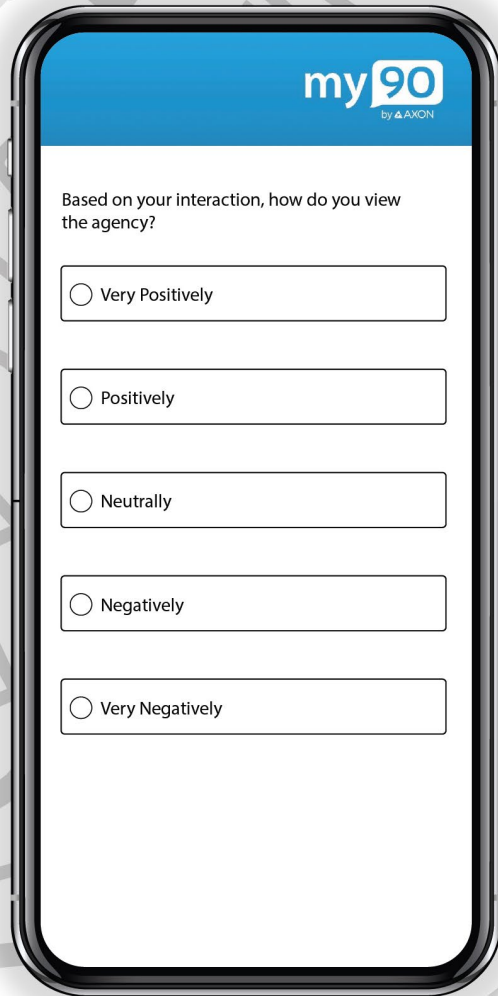 my90
by AXON
Based on your interaction, how do you view
the agency?
Very Positively
Positively
Neutrally
Negatively
Very Negatively